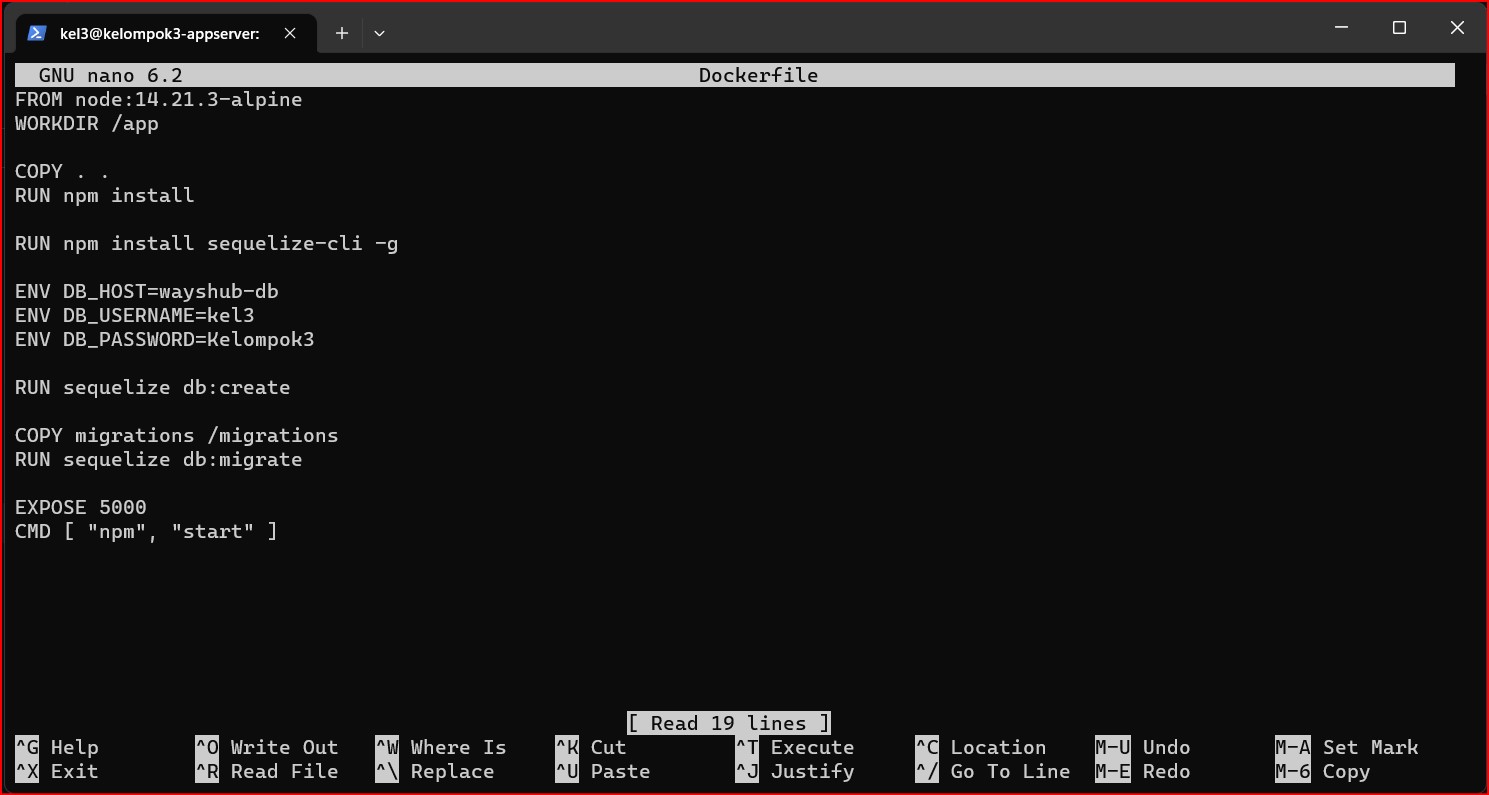 kel3@kelompok3-appserver:
GNU nano 6.2 Dockerfile
FROM node:14.21.3-alpine
WORKDIR /app
COPY . .
RUN npm install
RUN npm install sequelize-cli -g
ENV DB_HOST=wayshub-db
ENV DB_USERNAME=kel3
ENV DB_PASSWORD=Kelompok3
RUN sequelize db:create
COPY migrations /migrations
RUN sequelize db:migrate
EXPOSE 5000
CMD [ "npm", "start" ]
[ Read 19 lines ]
^G Help ^O Write Out ^W Where Is ^K Cut ^T Execute ^C Location M-U Undo M-A Set Mark
^X Exit ^R Read File ^\ Replace ^U Paste ^J Justify ^/ Go To Line M-E Redo M-6 Copy